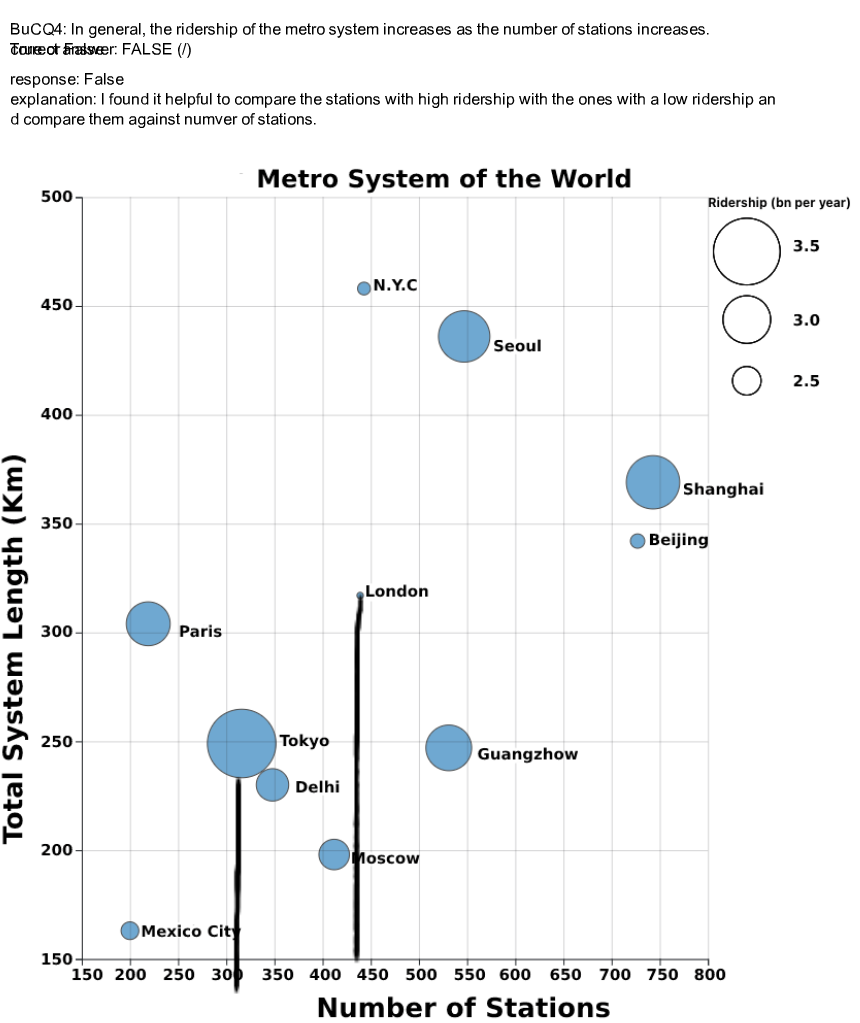 BuCQ4: In general, the ridership of the metro system increases as the number of stations increases.
True or False
Correct answer: FALSE (/)
response: False
explanation: I found it helpful to compare the stations with high ridership with the ones with a low ridership an
d compare them against numver of stations.
Metro System of the World
Ridership (bn per year)
3.5
3.0
2.5
500
450
400
350
300
250
200
150
Total System Length (Km)
N.Y.C
Seoul
Shanghai
Beijing
London
Paris
Tokyo
Guangzhow
Delhi
Moscow
Mexico City
150 200 250 300 350 400 450 500 550 600 650 700 750 800
Number of Stations